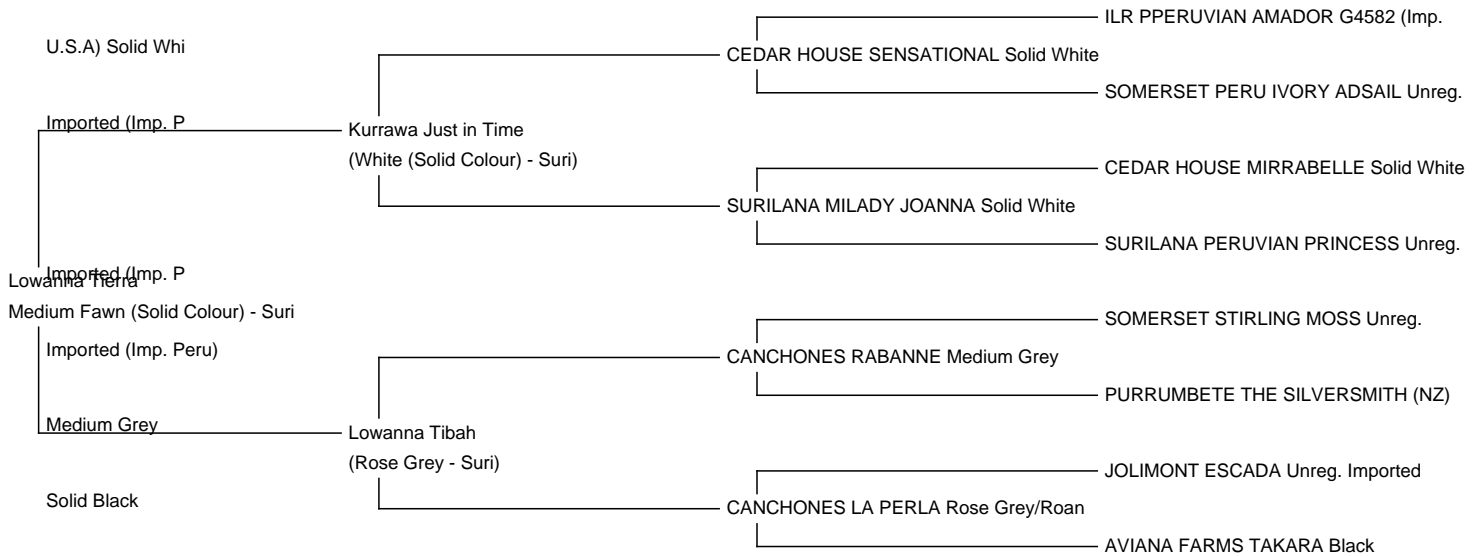 ILR PPERUVIAN AMADOR G4582 (Imp.
U.S.A) Solid Whi
CEDAR HOUSE SENSATIONAL Solid White
SOMERSET PERU IVORY ADSAIL Unreg.
Imported (Imp. P
Kurrawa Just in Time
(White (Solid Colour) - Suri)
CEDAR HOUSE MIRRABELLE Solid White
SURILANA MILADY JOANNA Solid White
SURILANA PERUVIAN PRINCESS Unreg.
Imported (Imp. P
Lowanna Tierra
Medium Fawn (Solid Colour) - Suri
SOMERSET STIRLING MOSS Unreg.
Imported (Imp. Peru)
CANCHONES RABANNE Medium Grey
PURRUMBETE THE SILVERSMITH (NZ)
Medium Grey
Lowanna Tibah
(Rose Grey - Suri)
JOLIMONT ESCADA Unreg. Imported
Solid Black
CANCHONES LA PERLA Rose Grey/Roan
AVIANA FARMS TAKARA Black